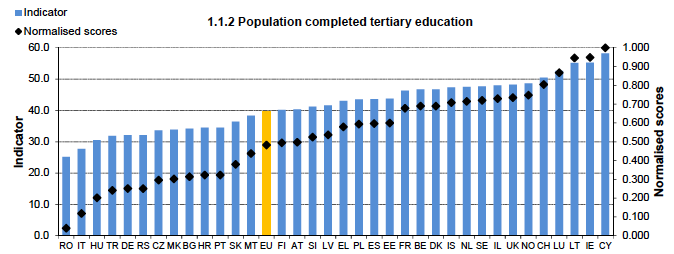 Indicator
1.1.2 Population completed tertiary education
Normalised scores
60.0 1.000
50.0 0.900
40.0 0.800
30.0 0.700
20.0 0.600
10.0 0.500
0.0 0.400
0.300
0.200
0.100
0.000
Indicator
Normalised scores
RO IT HU TR DE RS CZ MK BG HR PT SK MT EU FI AT SI LV EL PL ES EE FR BE DK IS NL SE IL UK NO CH LU LT IE CY